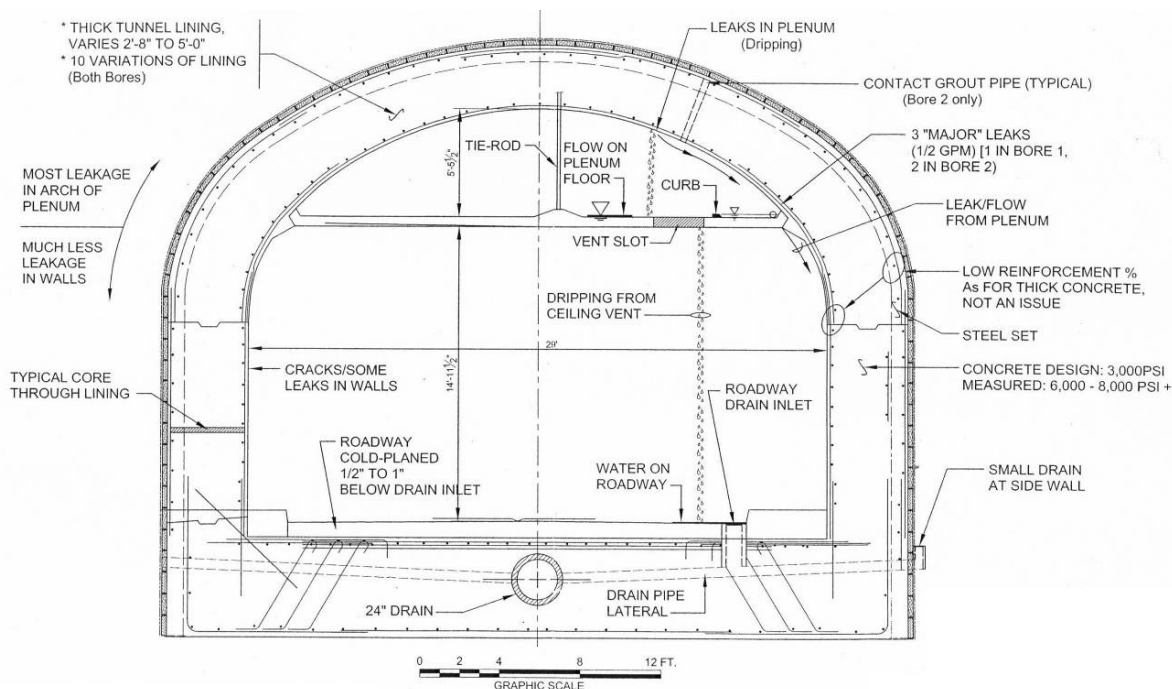 * THICK TUNNEL LINING,
VARIES 2'-8" TO 5'-0"
* 10 VARIATIONS OF LINING
(Both Bores)
LEAKS IN PLENUM
(Dripping)
CONTACT GROUT PIPE (TYPICAL)
(Bore 2 only)
3 "MAJOR" LEAKS
(1/2 GPM) [1 IN BORE 1,
2 IN BORE 2)
TIE-ROD
FLOW ON
PLENUM
FLOOR
CURB
5'-5½"
MOST LEAKAGE
IN ARCH OF
PLENUM
MUCH LESS
LEAKAGE
IN WALLS
LEAK/FLOW
FROM PLENUM
VENT SLOT
LOW REINFORCEMENT %
As FOR THICK CONCRETE,
NOT AN ISSUE
DRIPPING FROM
CEILING VENT
STEEL SET
29'
14'-11½"
CRACKS/SOME
LEAKS IN WALLS
CONCRETE DESIGN: 3,000PSI
MEASURED: 6,000 - 8,000 PSI +
TYPICAL CORE
THROUGH LINING
ROADWAY
DRAIN INLET
ROADWAY
COLD-PLANED
1/2" TO 1"
BELOW DRAIN INLET
WATER ON
ROADWAY
SMALL DRAIN
AT SIDE WALL
24" DRAIN
DRAIN PIPE
LATERAL
0 2 4 8 12 FT.
GRAPHIC SCALE